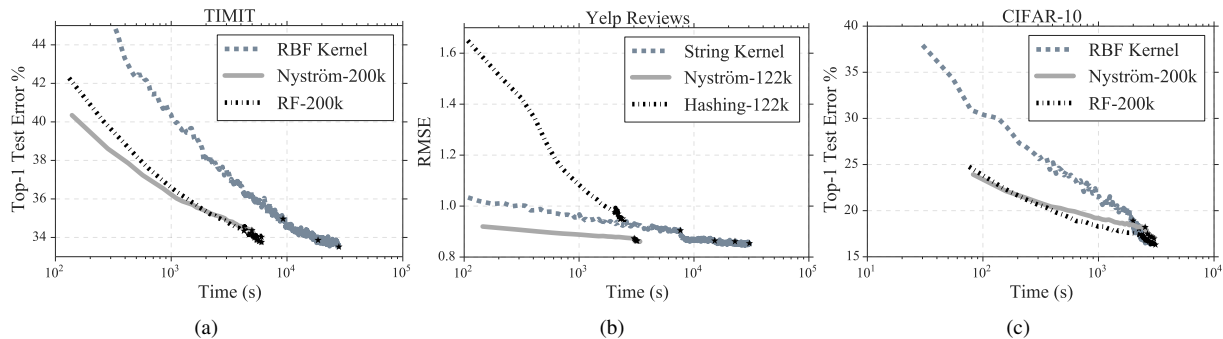 TIMIT
44
42
40
38
36
34
Top-1 Test Error %
RBF Kernel
Nyström-200k
RF-200k
10^2
10^3
10^4
10^5
Time (s)
(a)
Yelp Reviews
1.6
1.4
1.2
1.0
0.8
RMSE
String Kernel
Nyström-122k
Hashing-122k
10^2
10^3
10^4
10^5
Time (s)
(b)
CIFAR-10
40
35
30
25
20
15
Top-1 Test Error %
RBF Kernel
Nyström-200k
RF-200k
10^1
10^2
10^3
10^4
Time (s)
(c)